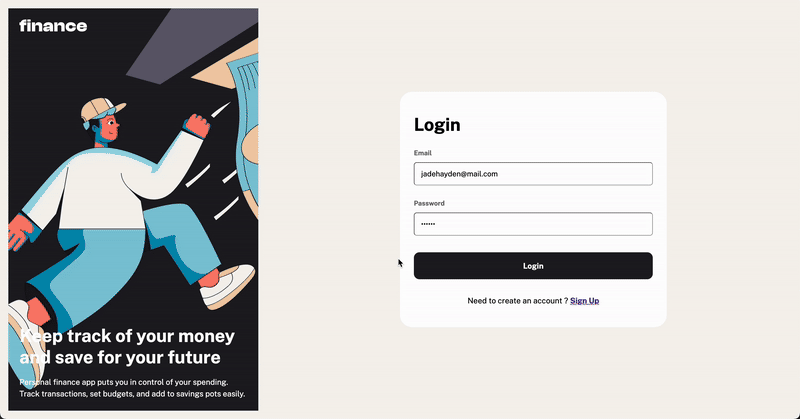 finance
Keep track of your money
and save for your future
Personal finance app puts you in control of your spending.
Track transactions, set budgets, and add to savings pots easily.
Login
Email
jadehayden@mail.com
Password
••••••
Login
Need to create an account ? Sign Up